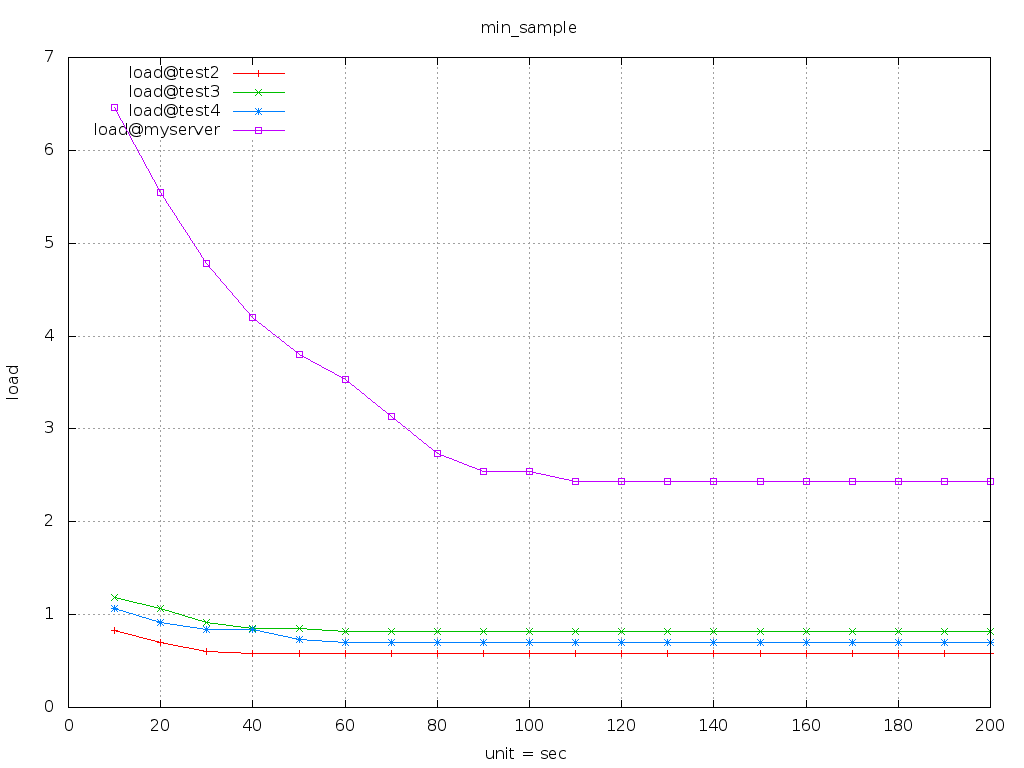 min_sample
7
load@test2
load@test3
load@test4
load@myserver
6
5
4
load
3
2
1
0
0 20 40 60 80 100 120 140 160 180 200
unit = sec